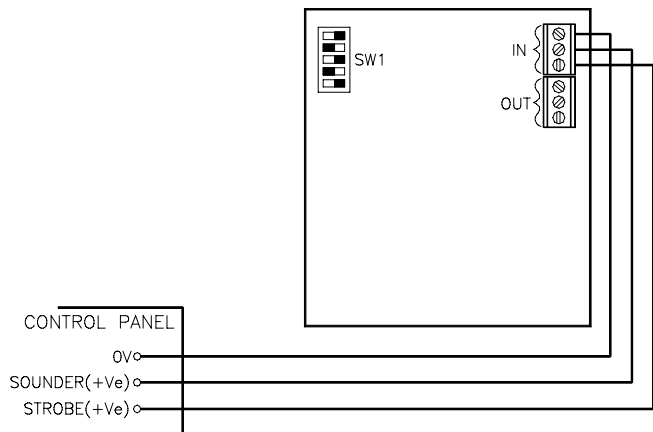 SW1
IN
OUT
CONTROL PANEL
0V
SOUNDER(+Ve)
STROBE(+Ve)